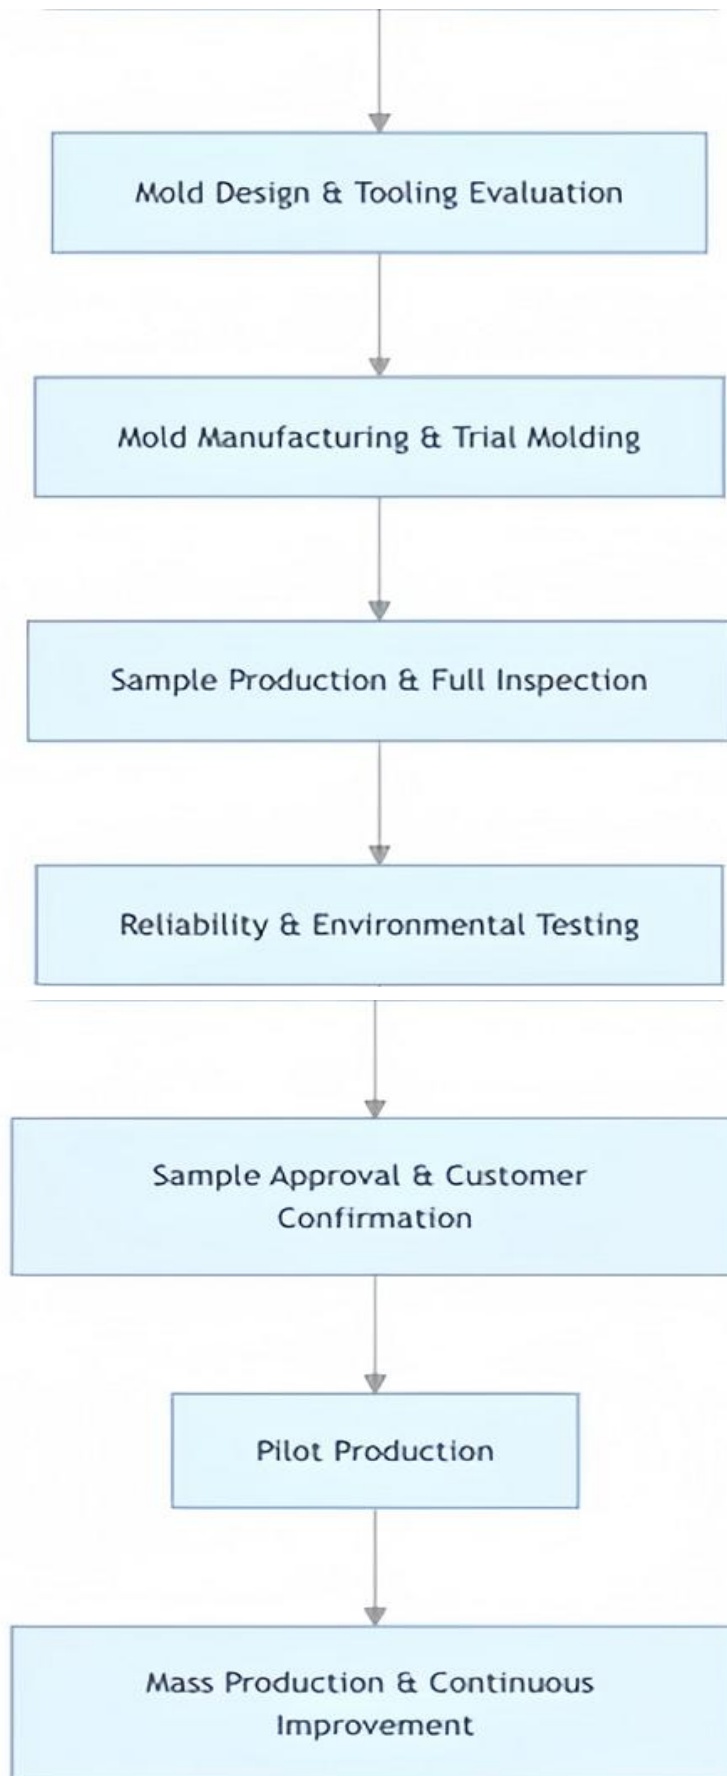 Mold Design & Tooling Evaluation
Mold Manufacturing & Trial Molding
Sample Production & Full Inspection
Reliability & Environmental Testing
Sample Approval & Customer
Confirmation
Pilot Production
Mass Production & Continuous
Improvement